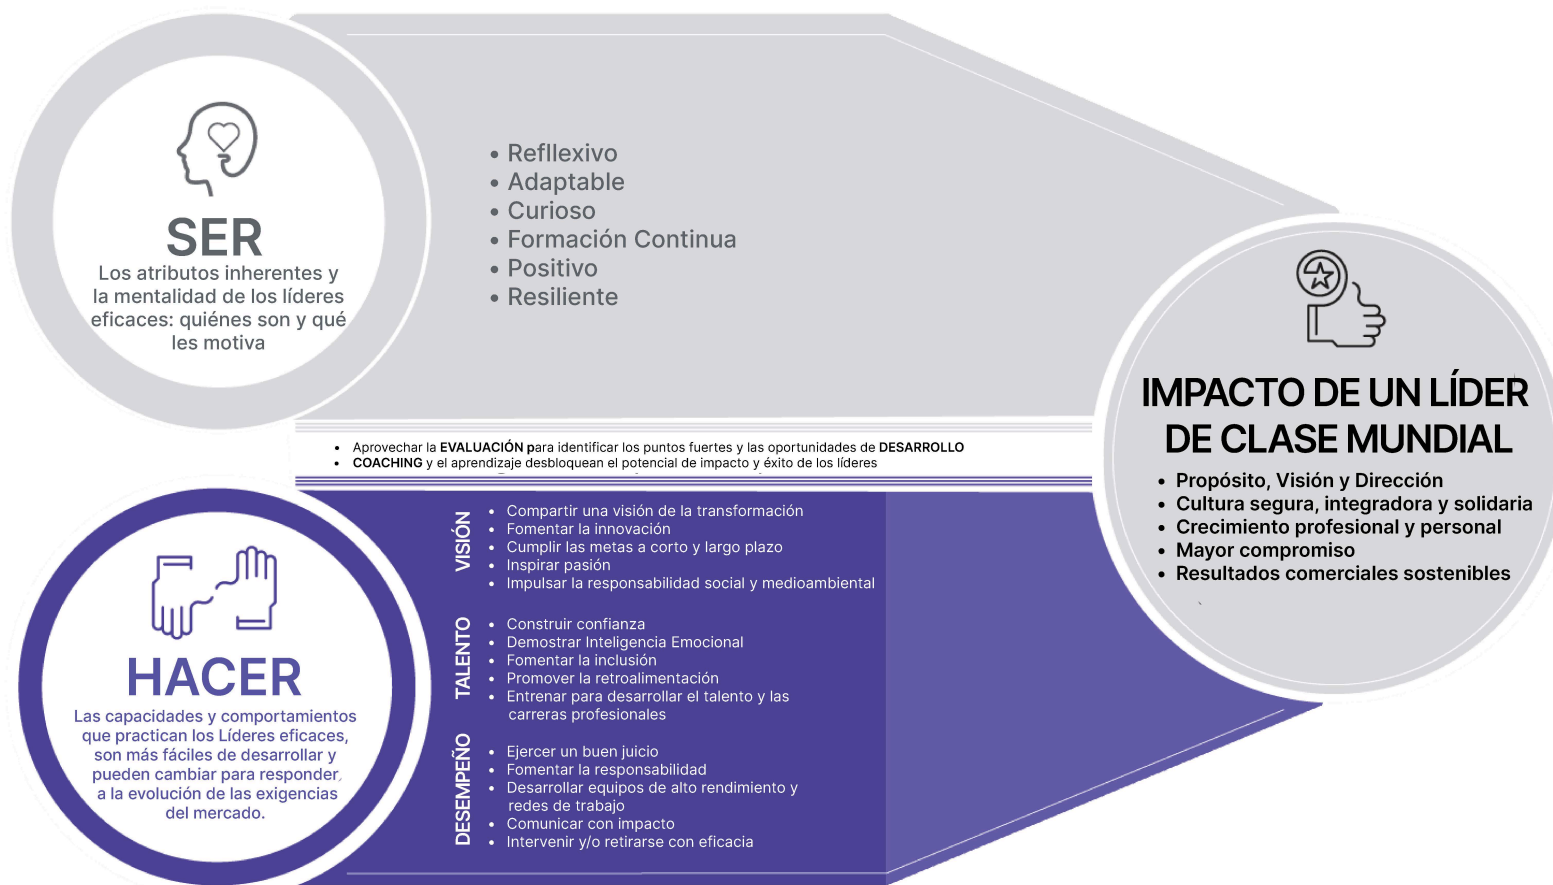 SER
Los atributos inherentes y
la mentalidad de los líderes
eficaces: quiénes son y qué
les motiva
• Refllexivo
• Adaptable
• Curioso
• Formación Continua
• Positivo
• Resiliente
• Aprovechar la EVALUACIÓN para identificar los puntos fuertes y las oportunidades de DESARROLLO
• COACHING y el aprendizaje desbloquean el potencial de impacto y éxito de los líderes
HACER
Las capacidades y comportamientos
que practican los Líderes eficaces,
son más fáciles de desarrollar y
pueden cambiar para responder
a la evolución de las exigencias
del mercado.
VISIÓN
• Compartir una visión de la transformación
• Fomentar la innovación
• Cumplir las metas a corto y largo plazo
• Inspirar pasión
• Impulsar la responsabilidad social y medioambiental
TALENTO
• Construir confianza
• Demostrar Inteligencia Emocional
• Fomentar la inclusión
• Promover la retroalimentación
• Entrenar para desarrollar el talento y las
carreras profesionales
DESEMPEÑO
• Ejercer un buen juicio
• Fomentar la responsabilidad
• Desarrollar equipos de alto rendimiento y
redes de trabajo
• Comunicar con impacto
• Intervenir y/o retirarse con eficacia
IMPACTO DE UN LÍDER
DE CLASE MUNDIAL
• Propósito, Visión y Dirección
• Cultura segura, integradora y solidaria
• Crecimiento profesional y personal
• Mayor compromiso
• Resultados comerciales sostenibles